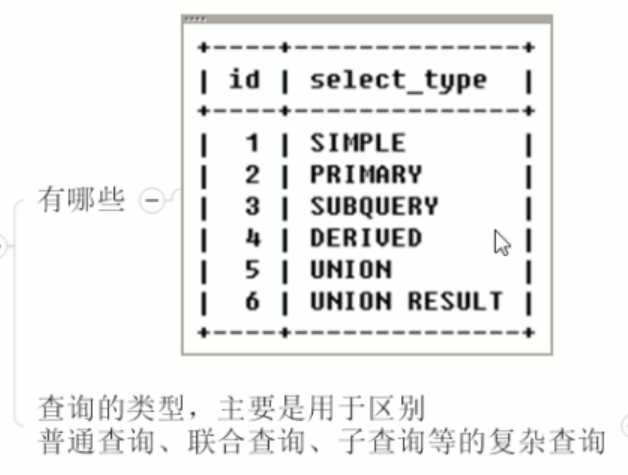 +----+--------------+
| id | select_type  |
+----+--------------+
|  1 | SIMPLE       |
|  2 | PRIMARY      |
|  3 | SUBQUERY     |
|  4 | DERIVED      |
|  5 | UNION        |
|  6 | UNION RESULT |
+----+--------------+
有哪些
查询的类型，主要是用于区别
普通查询、联合查询、子查询等的复杂查询